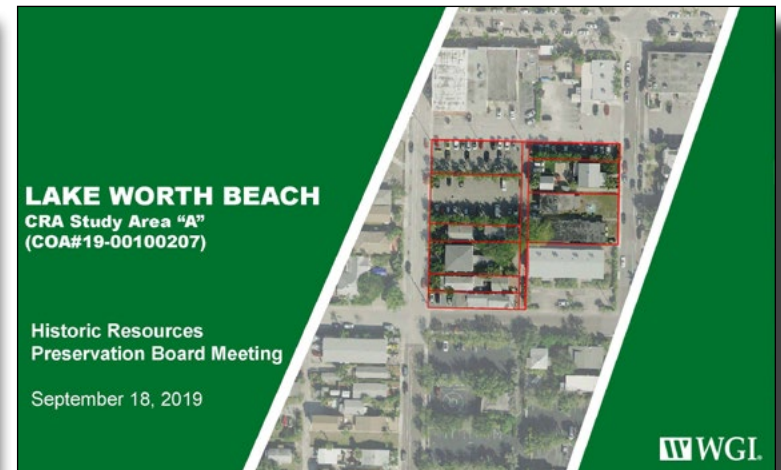 LAKE WORTH BEACH
CRA Study Area “A”
(COA#19-00100207)
Historic Resources
Preservation Board Meeting
September 18, 2019
WGI.